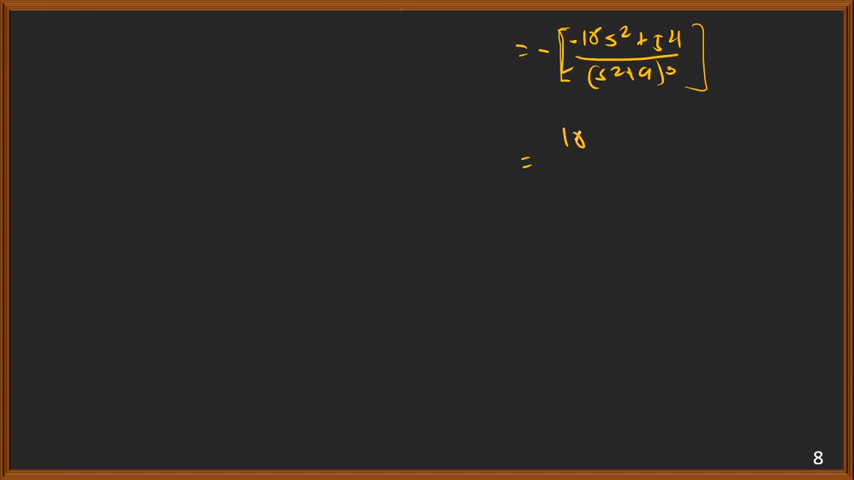 = - [ -18s² + 54 / (s²+9)³ ]
= 18
8